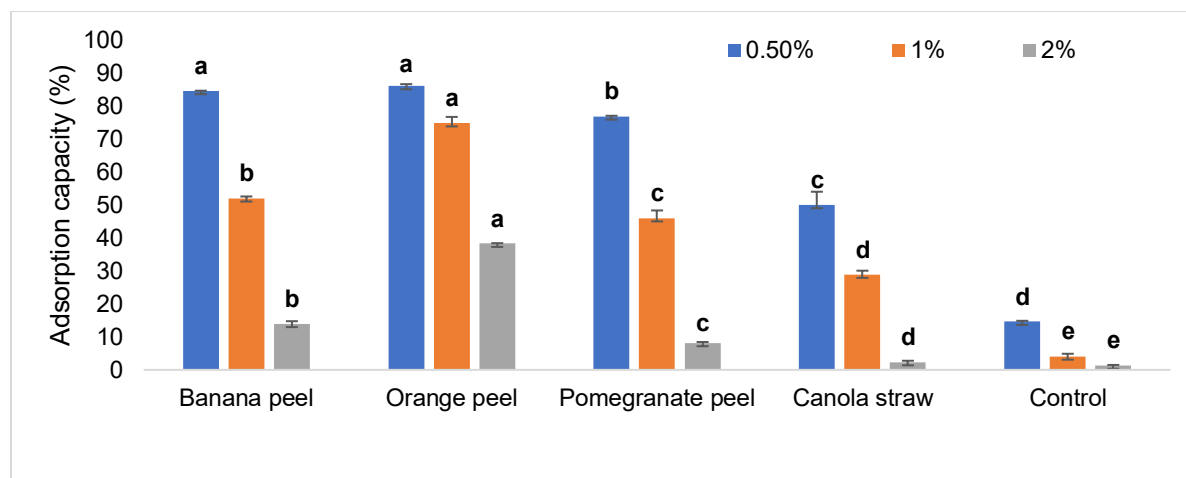 Adsorption capacity (%)
100
90
80
70
60
50
40
30
20
10
0
0.50% 1% 2%
a b b
a a a
b c c
c d d
d e e
Banana peel Orange peel Pomegranate peel Canola straw Control